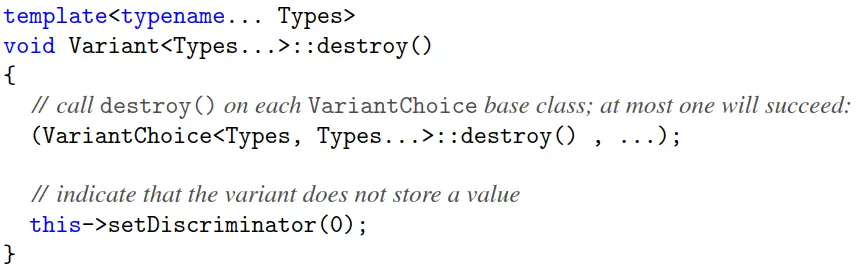 template<typename... Types>
void Variant<Types...>::destroy()
{
// call destroy() on each VariantChoice base class; at most one will succeed:
(VariantChoice<Types, Types...>::destroy() , ...);
// indicate that the variant does not store a value
this->setDiscriminator(0);
}